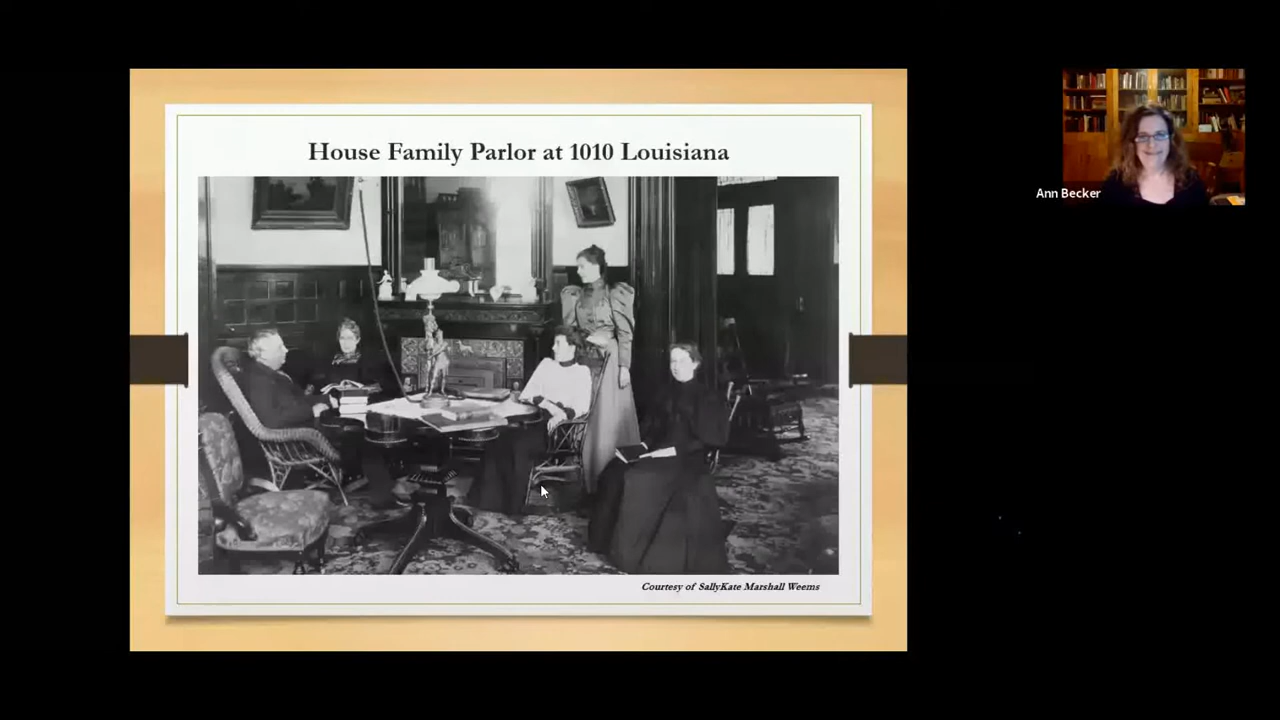 House Family Parlor at 1010 Louisiana
Ann Becker
Courtesy of SallyKate Marshall Weems